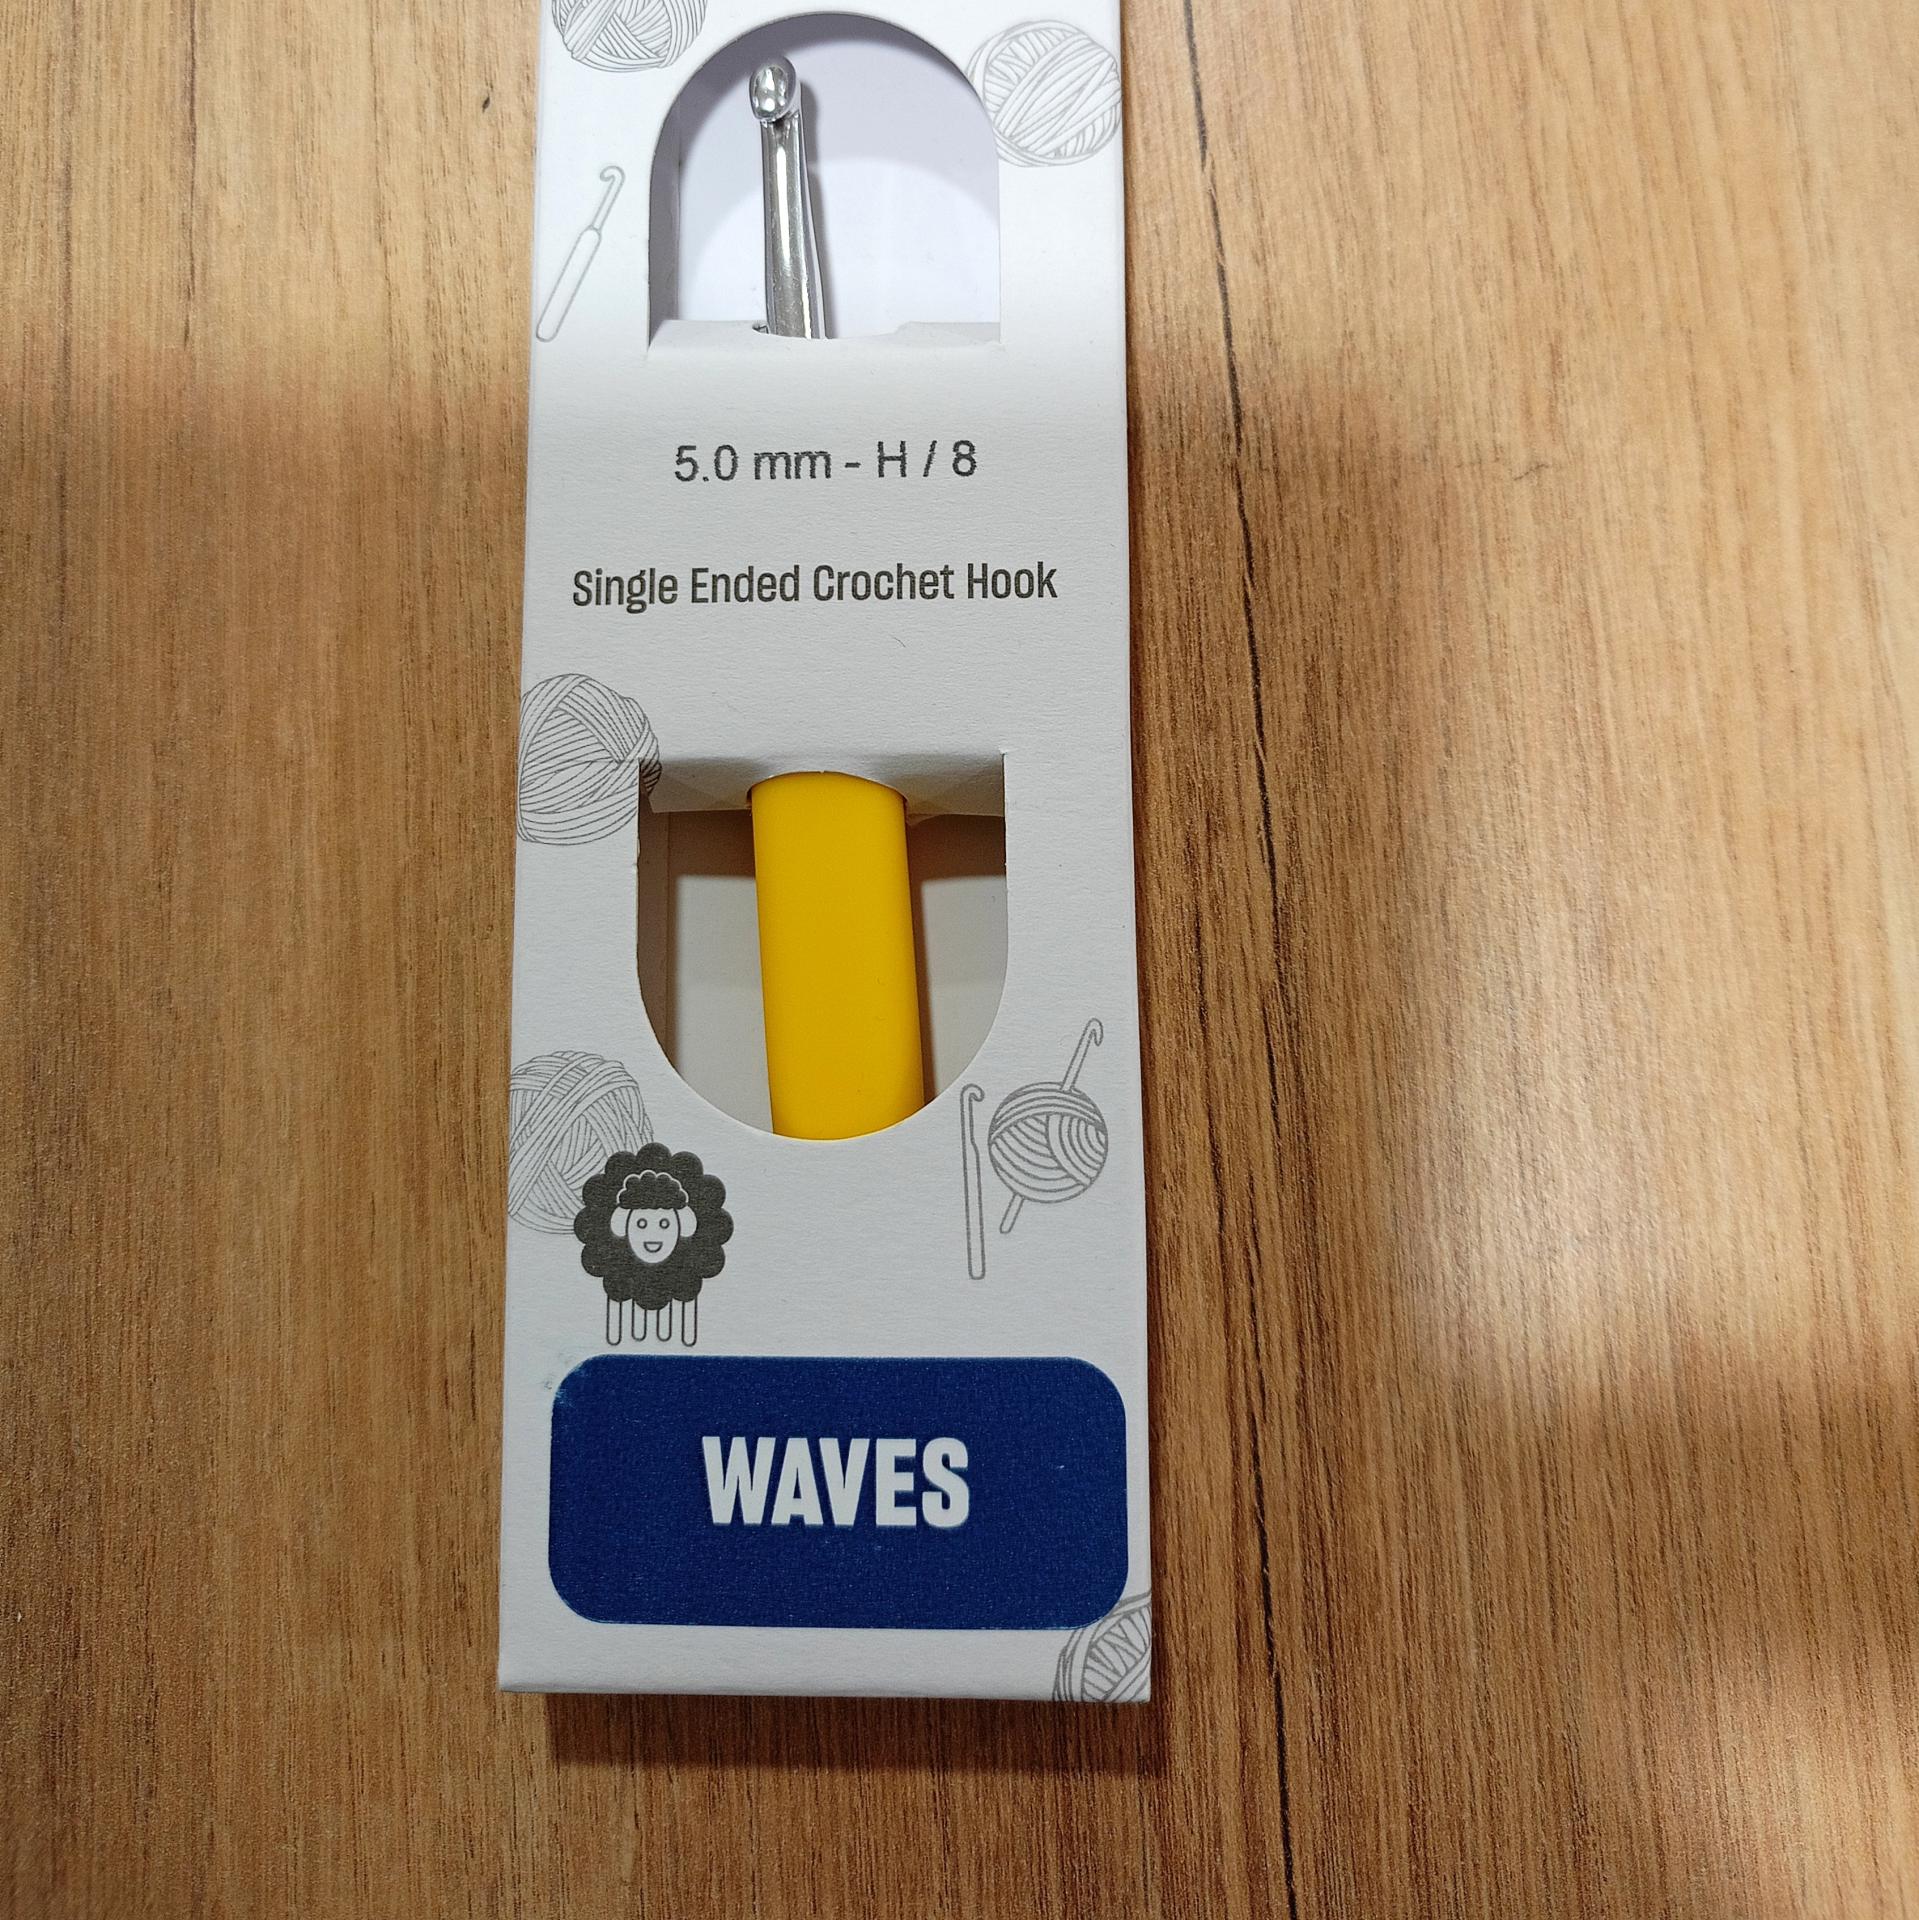 5.0 mm - H / 8
Single Ended Crochet Hook
WAVES